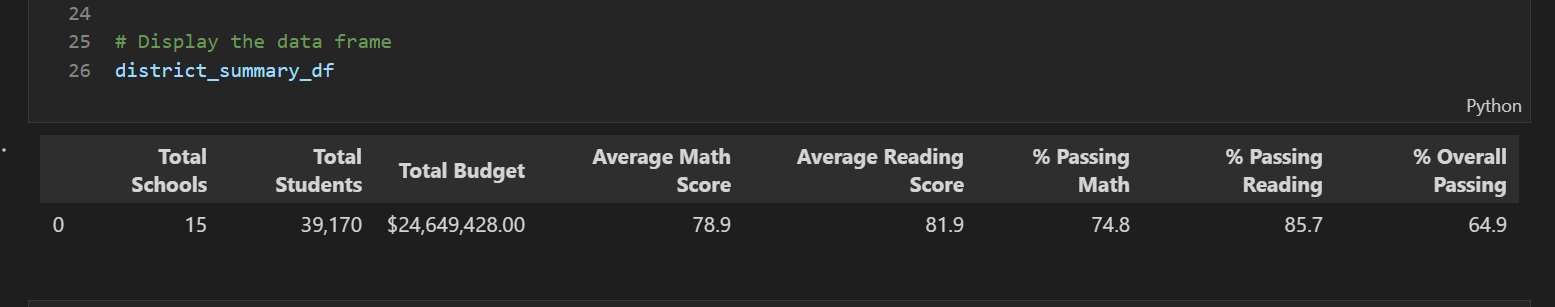 24
25 # Display the data frame
26 district_summary_df
Python
Total Schools Total Students Total Budget Average Math Score Average Reading Score % Passing Math % Passing Reading % Overall Passing
0 15 39,170 $24,649,428.00 78.9 81.9 74.8 85.7 64.9